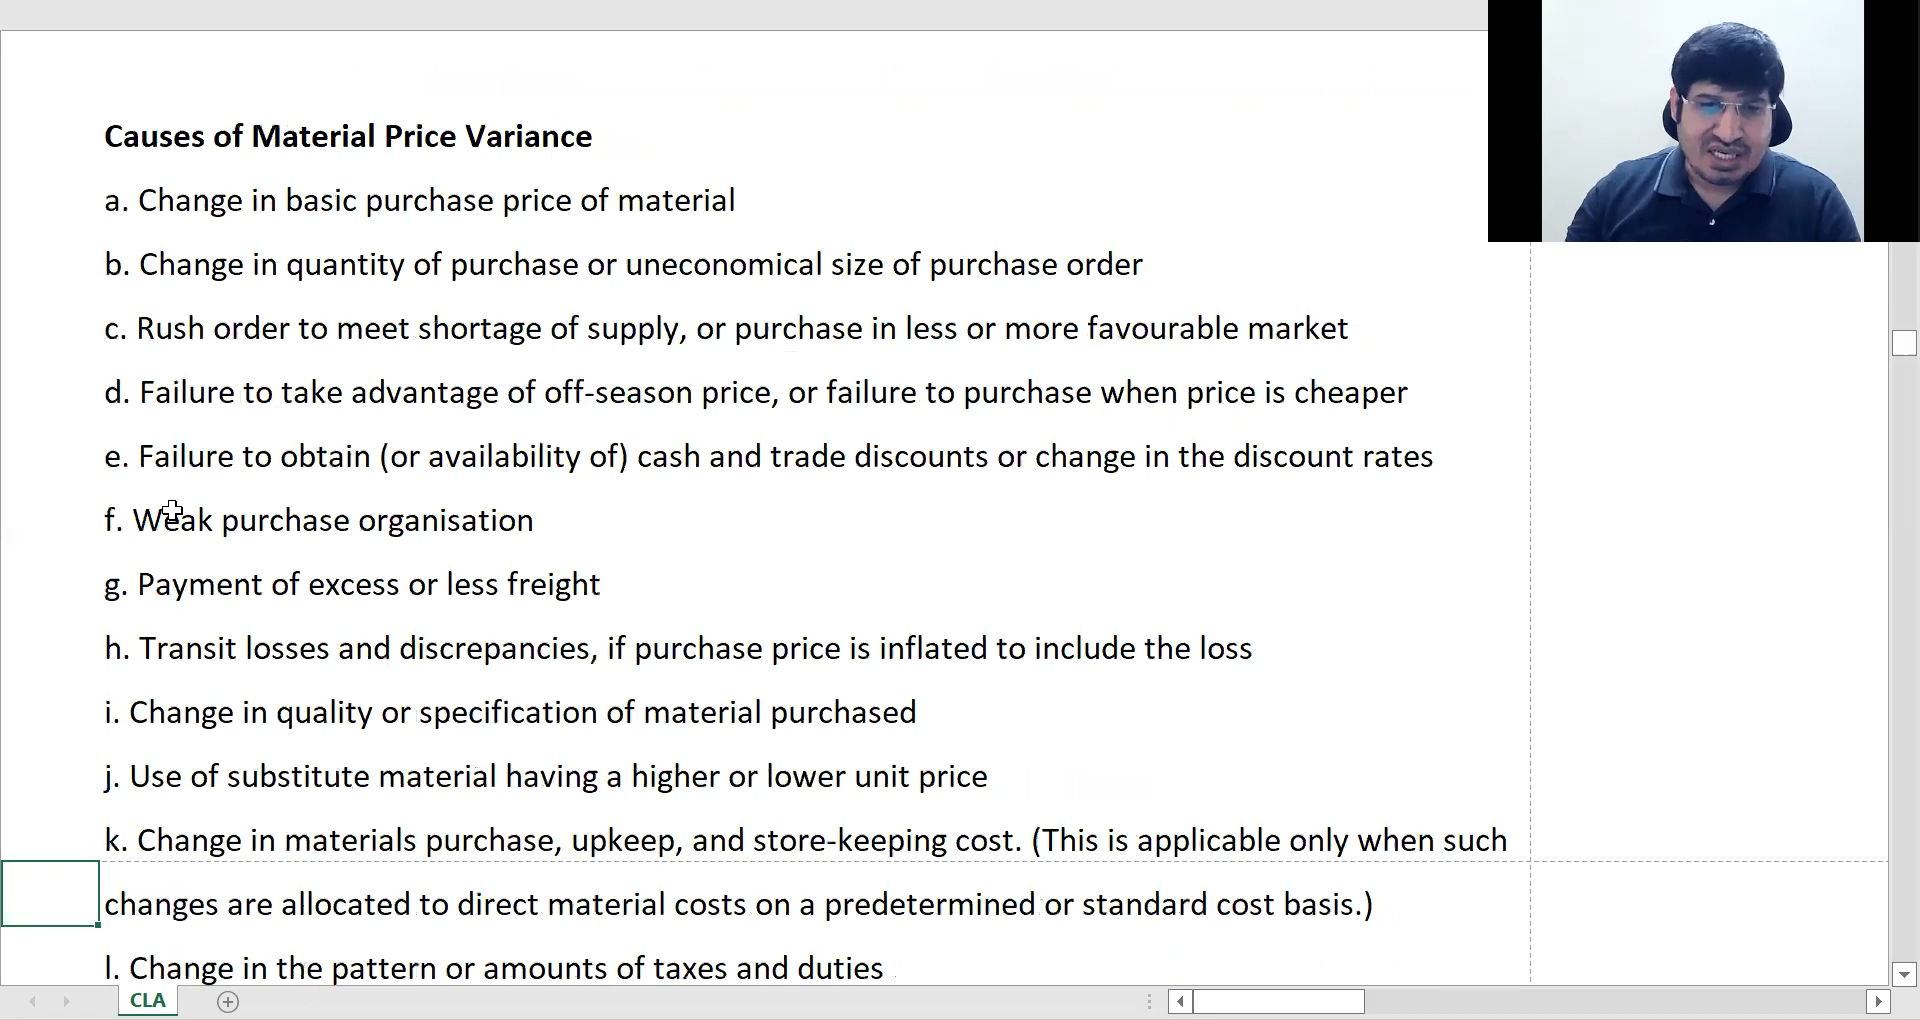 Causes of Material Price Variance
a. Change in basic purchase price of material
b. Change in quantity of purchase or uneconomical size of purchase order
c. Rush order to meet shortage of supply, or purchase in less or more favourable market
d. Failure to take advantage of off-season price, or failure to purchase when price is cheaper
e. Failure to obtain (or availability of) cash and trade discounts or change in the discount rates
f. Weak purchase organisation
g. Payment of excess or less freight
h. Transit losses and discrepancies, if purchase price is inflated to include the loss
i. Change in quality or specification of material purchased
j. Use of substitute material having a higher or lower unit price
k. Change in materials purchase, upkeep, and store-keeping cost. (This is applicable only when such
changes are allocated to direct material costs on a predetermined or standard cost basis.)
l. Change in the pattern or amounts of taxes and duties
CLA